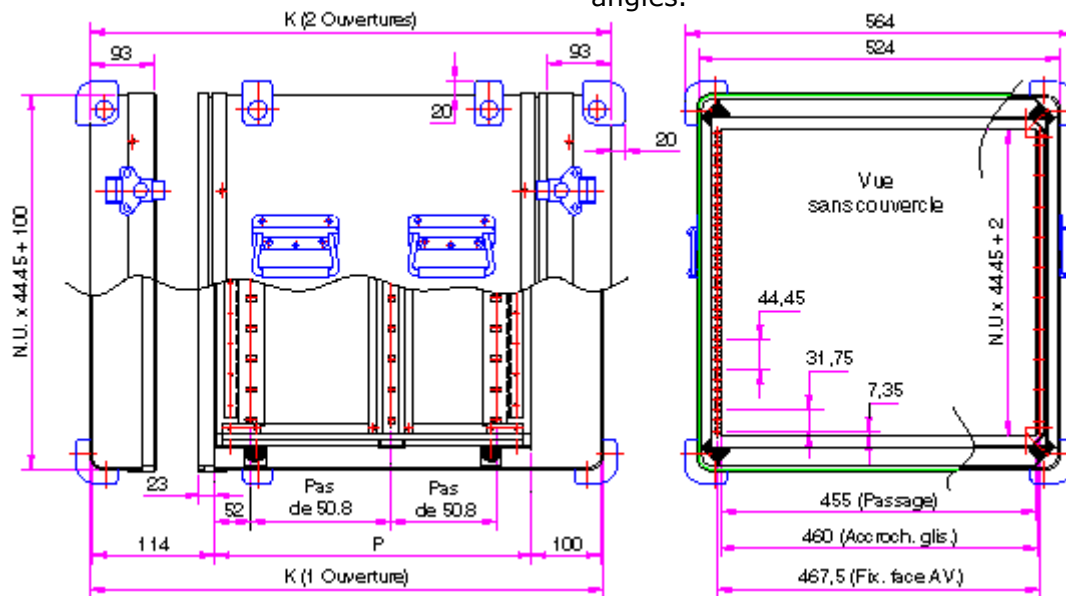 angles.
K (2 Ouvertures)
93
93
20
20
N.U. x 44.45 + 100
23
52
Pas
de 50.8
Pas
de 50.8
114
P
100
K (1 Ouverture)
564
524
Vue
sans couvercle
N.U x 44.45 + 2
44,45
31,75
7,35
455 (Passage)
460 (Accroch. glis.)
467,5 (Fix. face AV.)